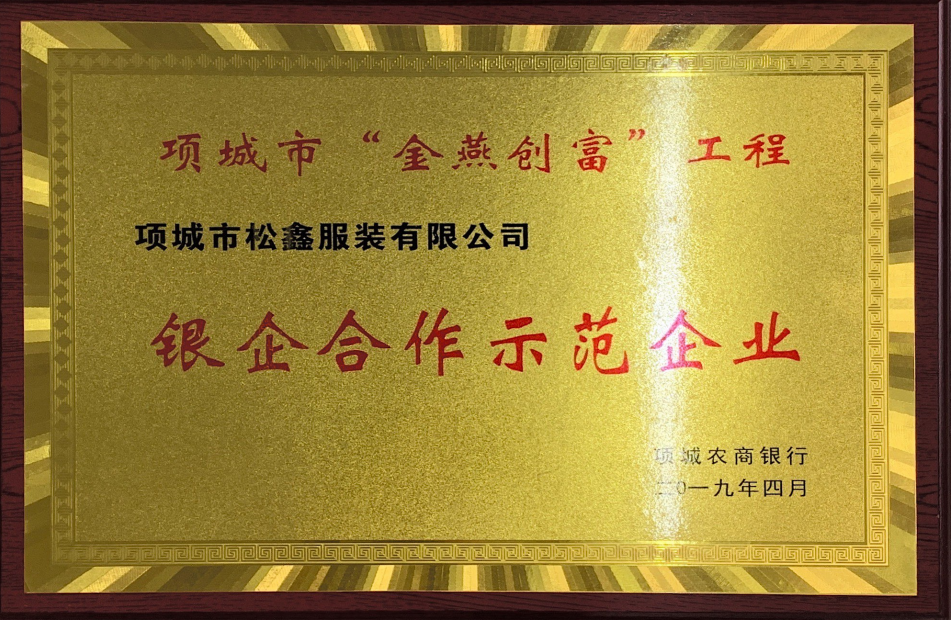 项城市“金燕创富”工程
项城市松鑫服装有限公司
银企合作示范企业
项城农商银行
二0一九年四月